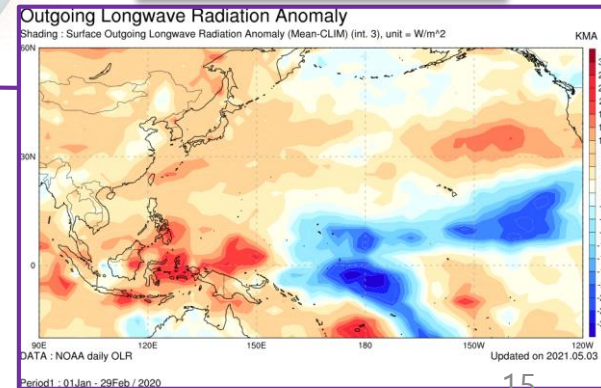 Outgoing Longwave Radiation Anomaly
Shading : Surface Outgoing Longwave Radiation Anomaly (Mean-CLIM) (int. 3), unit = W/m^2
KMA
60N
30N
0
90E 120E 150E 180 150W 120W
DATA : NOAA daily OLR
Updated on 2021.05.03
Period1 : 01Jan - 29Feb / 2020
15